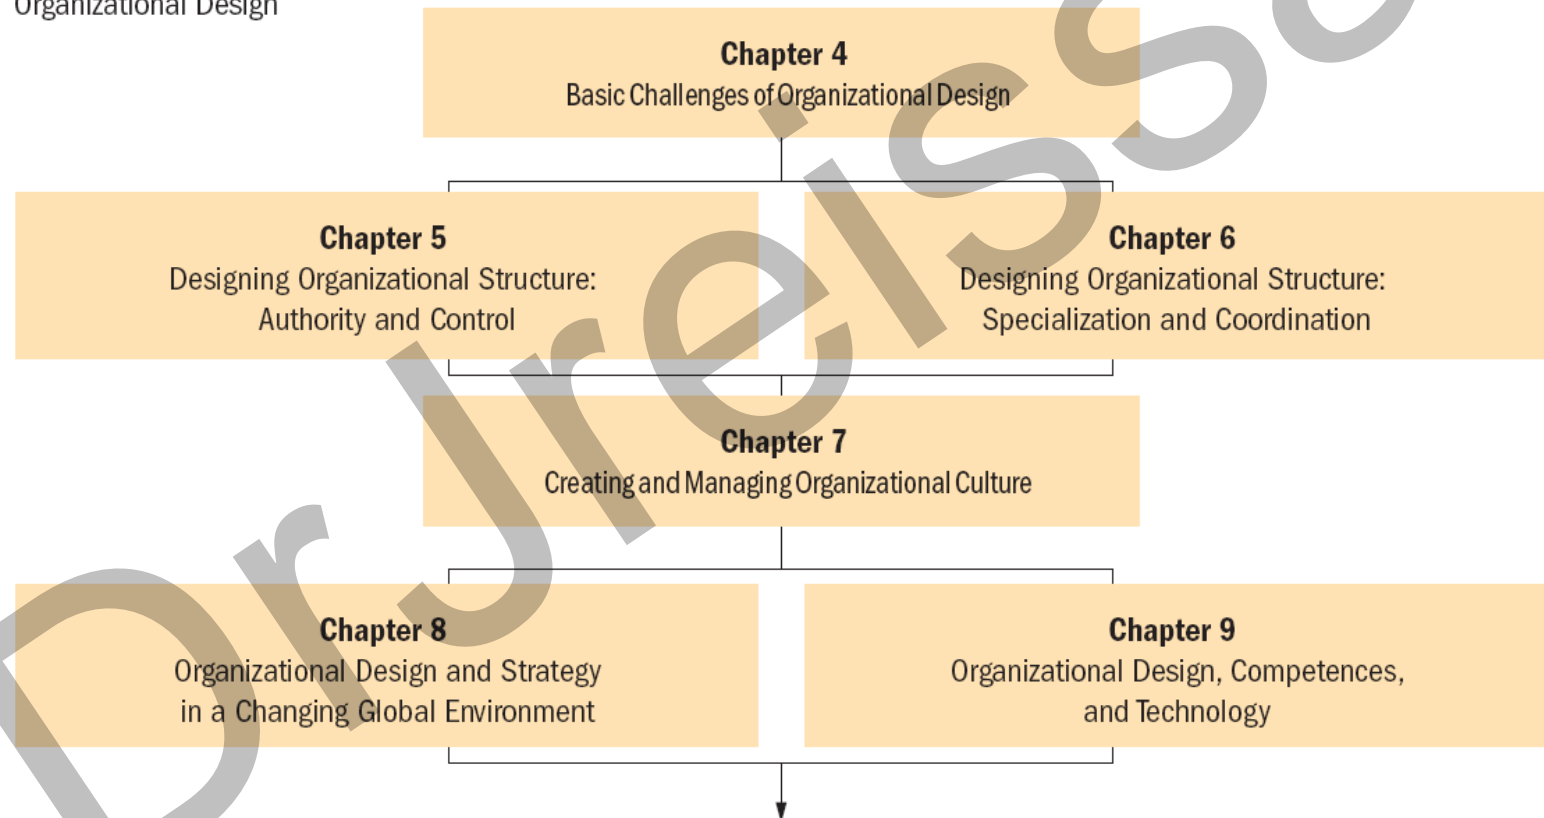 Organizational Design
Chapter 4
Basic Challenges of Organizational Design
Chapter 5
Designing Organizational Structure:
Authority and Control
Chapter 6
Designing Organizational Structure:
Specialization and Coordination
Chapter 7
Creating and Managing Organizational Culture
Chapter 8
Organizational Design and Strategy
in a Changing Global Environment
Chapter 9
Organizational Design, Competences,
and Technology
DrJreiss